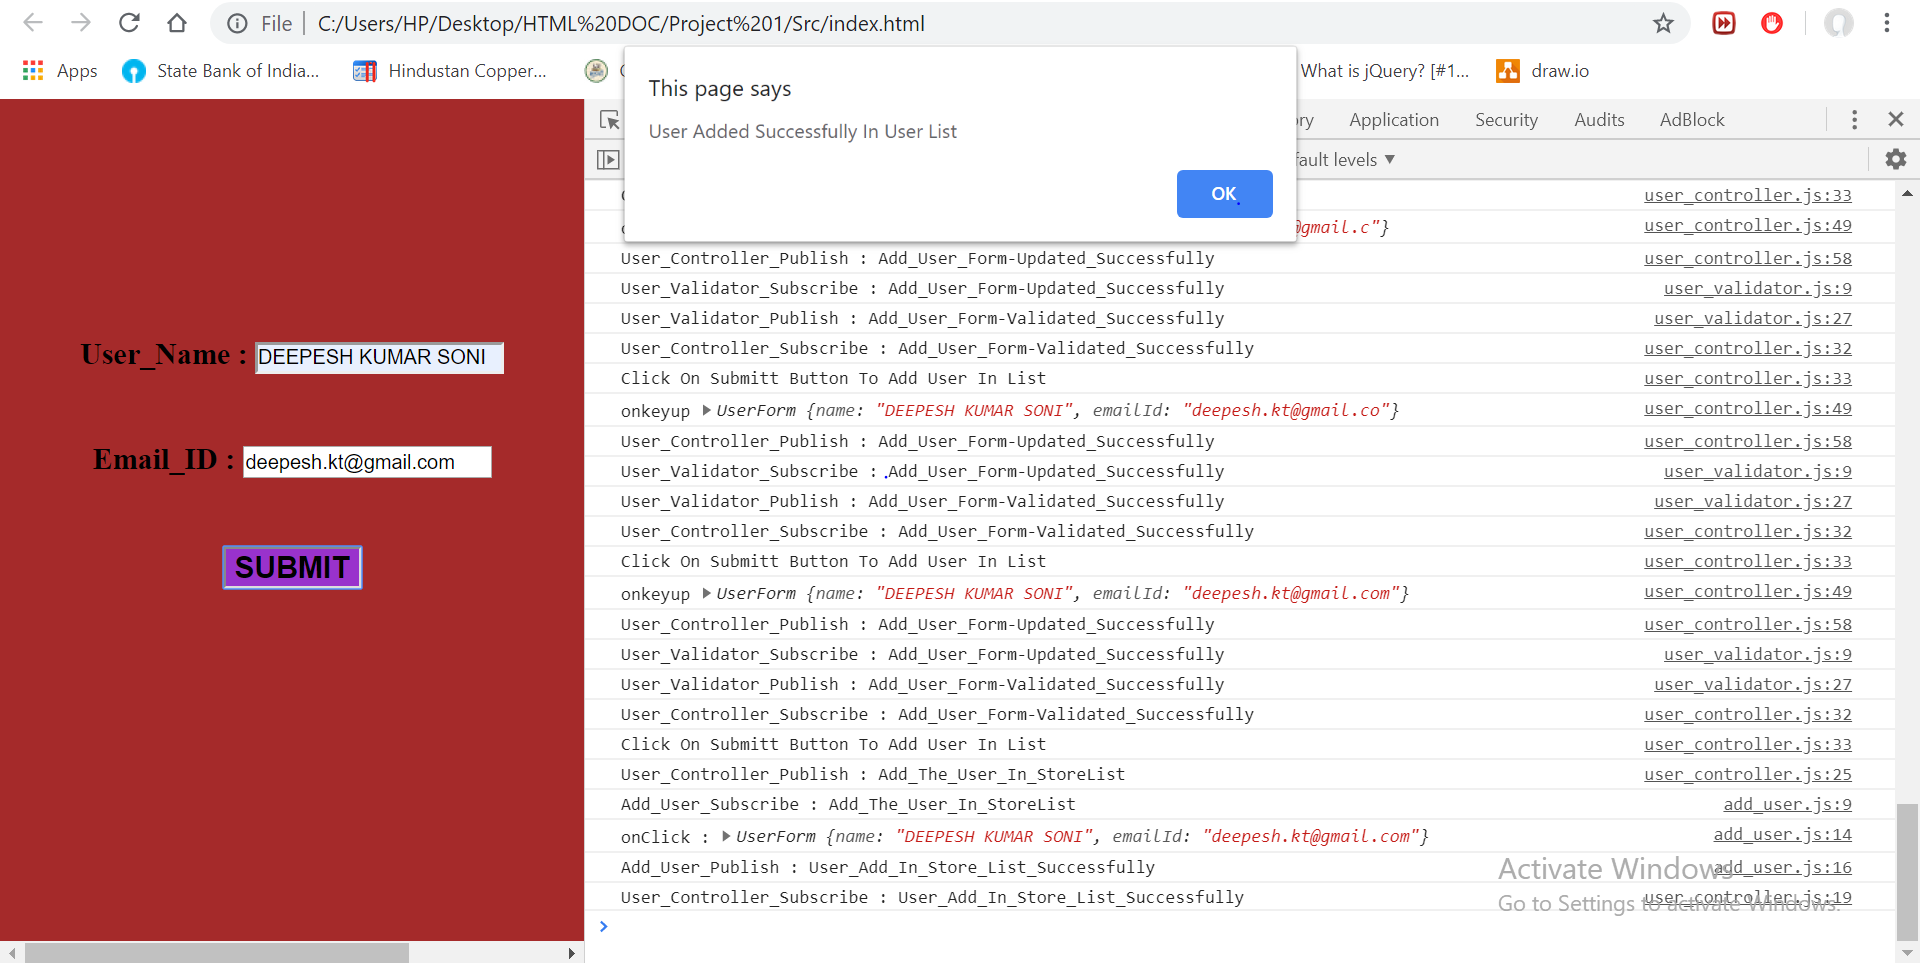 File C:/Users/HP/Desktop/HTML%20DOC/Project%201/Src/index.html
Apps State Bank of India... Hindustan Copper... What is jQuery? [#1... draw.io
This page says
User Added Successfully In User List
OK
ry Application Security Audits AdBlock
fault levels ▼
user_controller.js:33
@gmail.c"} user_controller.js:49
User_Controller_Publish : Add_User_Form-Updated_Successfully user_controller.js:58
User_Validator_Subscribe : Add_User_Form-Updated_Successfully user_validator.js:9
User_Validator_Publish : Add_User_Form-Validated_Successfully user_validator.js:27
User_Controller_Subscribe : Add_User_Form-Validated_Successfully user_controller.js:32
Click On Submitt Button To Add User In List user_controller.js:33
onkeyup ▶UserForm {name: "DEEPESH KUMAR SONI", emailId: "deepesh.kt@gmail.co"} user_controller.js:49
User_Controller_Publish : Add_User_Form-Updated_Successfully user_controller.js:58
User_Validator_Subscribe : Add_User_Form-Updated_Successfully user_validator.js:9
User_Validator_Publish : Add_User_Form-Validated_Successfully user_validator.js:27
User_Controller_Subscribe : Add_User_Form-Validated_Successfully user_controller.js:32
Click On Submitt Button To Add User In List user_controller.js:33
onkeyup ▶UserForm {name: "DEEPESH KUMAR SONI", emailId: "deepesh.kt@gmail.com"} user_controller.js:49
User_Controller_Publish : Add_User_Form-Updated_Successfully user_controller.js:58
User_Validator_Subscribe : Add_User_Form-Updated_Successfully user_validator.js:9
User_Validator_Publish : Add_User_Form-Validated_Successfully user_validator.js:27
User_Controller_Subscribe : Add_User_Form-Validated_Successfully user_controller.js:32
Click On Submitt Button To Add User In List user_controller.js:33
User_Controller_Publish : Add_The_User_In_StoreList user_controller.js:25
Add_User_Subscribe : Add_The_User_In_StoreList add_user.js:9
onClick : ▶UserForm {name: "DEEPESH KUMAR SONI", emailId: "deepesh.kt@gmail.com"} add_user.js:14
Add_User_Publish : User_Add_In_Store_List_Successfully add_user.js:16
User_Controller_Subscribe : User_Add_In_Store_List_Successfully user_controller.js:19
User_Name : DEEPESH KUMAR SONI
Email_ID : deepesh.kt@gmail.com
SUBMIT
Activate Windows
Go to Settings to activate Windows.